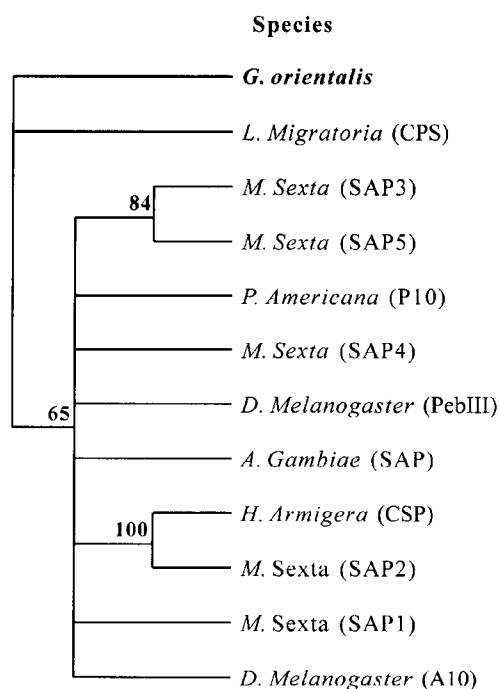 Species
G. orientalis
L. Migratoria (CPS)
84 M. Sexta (SAP3)
M. Sexta (SAP5)
P. Americana (P10)
M. Sexta (SAP4)
65 D. Melanogaster (PebIII)
A. Gambiae (SAP)
H. Armigera (CSP)
100
M. Sexta (SAP2)
M. Sexta (SAP1)
D. Melanogaster (A10)